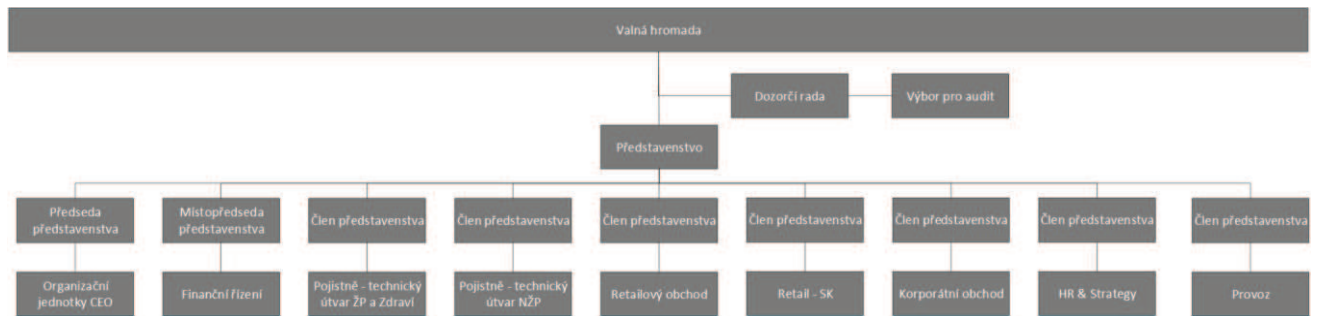 Valná hromada
Dozorčí rada
Výbor pro audit
Představenstvo
Předseda
představenstva
Místopředseda
představenstva
Člen představenstva
Člen představenstva
Člen představenstva
Člen představenstva
Člen představenstva
Člen představenstva
Člen představenstva
Organizační
jednotky CEO
Finanční řízení
Pojistně - technický
útvar ŽP a Zdraví
Pojistně - technický
útvar NŽP
Retailový obchod
Retail - SK
Korporátní obchod
HR & Strategy
Provoz